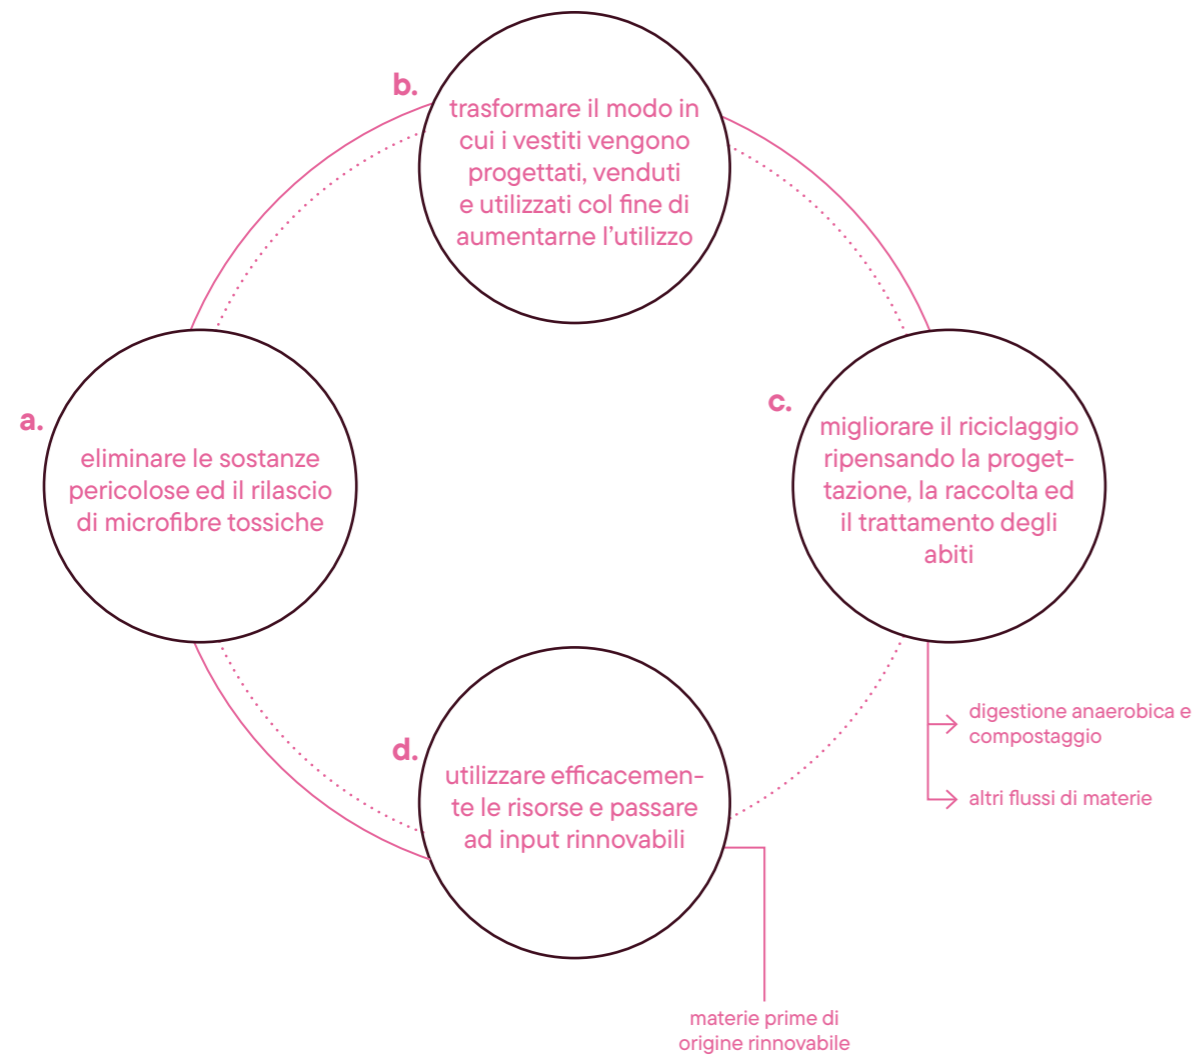 b.
trasformare il modo in
cui i vestiti vengono
progettati, venduti
e utilizzati col fine di
aumentarne l’utilizzo
a.
eliminare le sostanze
pericolose ed il rilascio
di microfibre tossiche
c.
migliorare il riciclaggio
ripensando la proget-
tazione, la raccolta ed
il trattamento degli
abiti
d.
utilizzare efficacemen-
te le risorse e passare
ad input rinnovabili
digestione anaerobica e
compostaggio
altri flussi di materie
materie prime di
origine rinnovabile